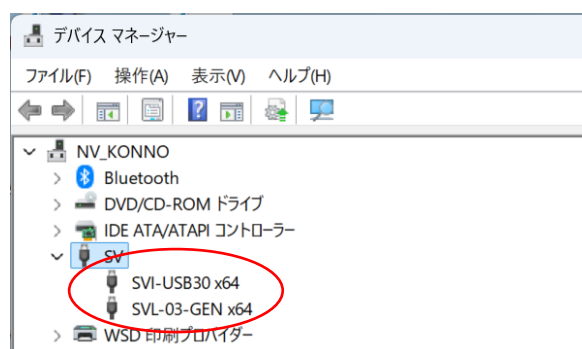 デバイス マネージャー
ファイル(F) 操作(A) 表示(V) ヘルプ(H)
NV_KONNO
Bluetooth
DVD/CD-ROM ドライブ
IDE ATA/ATAPI コントローラー
SV
SVI-USB30 x64
SVL-03-GEN x64
WSD 印刷プロバイダー